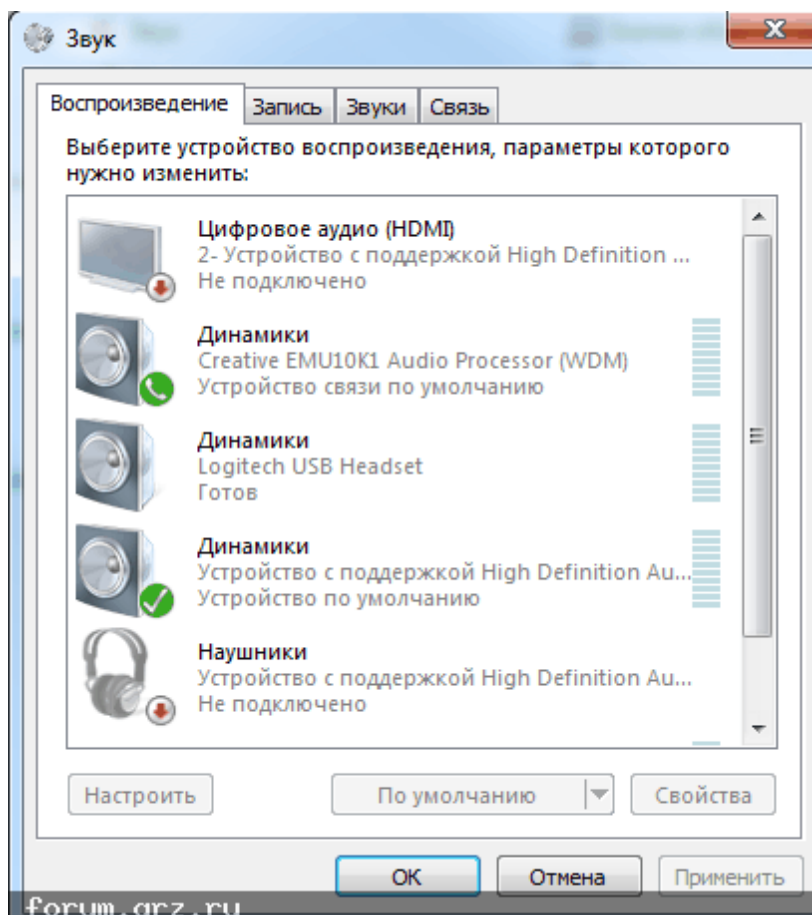 Звук
Воспроизведение Запись Звуки Связь
Выберите устройство воспроизведения, параметры которого
нужно изменить:
Цифровое аудио (HDMI)
2- Устройство с поддержкой High Definition ...
Не подключено
Динамики
Creative EMU10K1 Audio Processor (WDM)
Устройство связи по умолчанию
Динамики
Logitech USB Headset
Готов
Динамики
Устройство с поддержкой High Definition Au...
Устройство по умолчанию
Наушники
Устройство с поддержкой High Definition Au...
Не подключено
Настроить По умолчанию Свойства
ОК Отмена Применить
forum.grz.ru